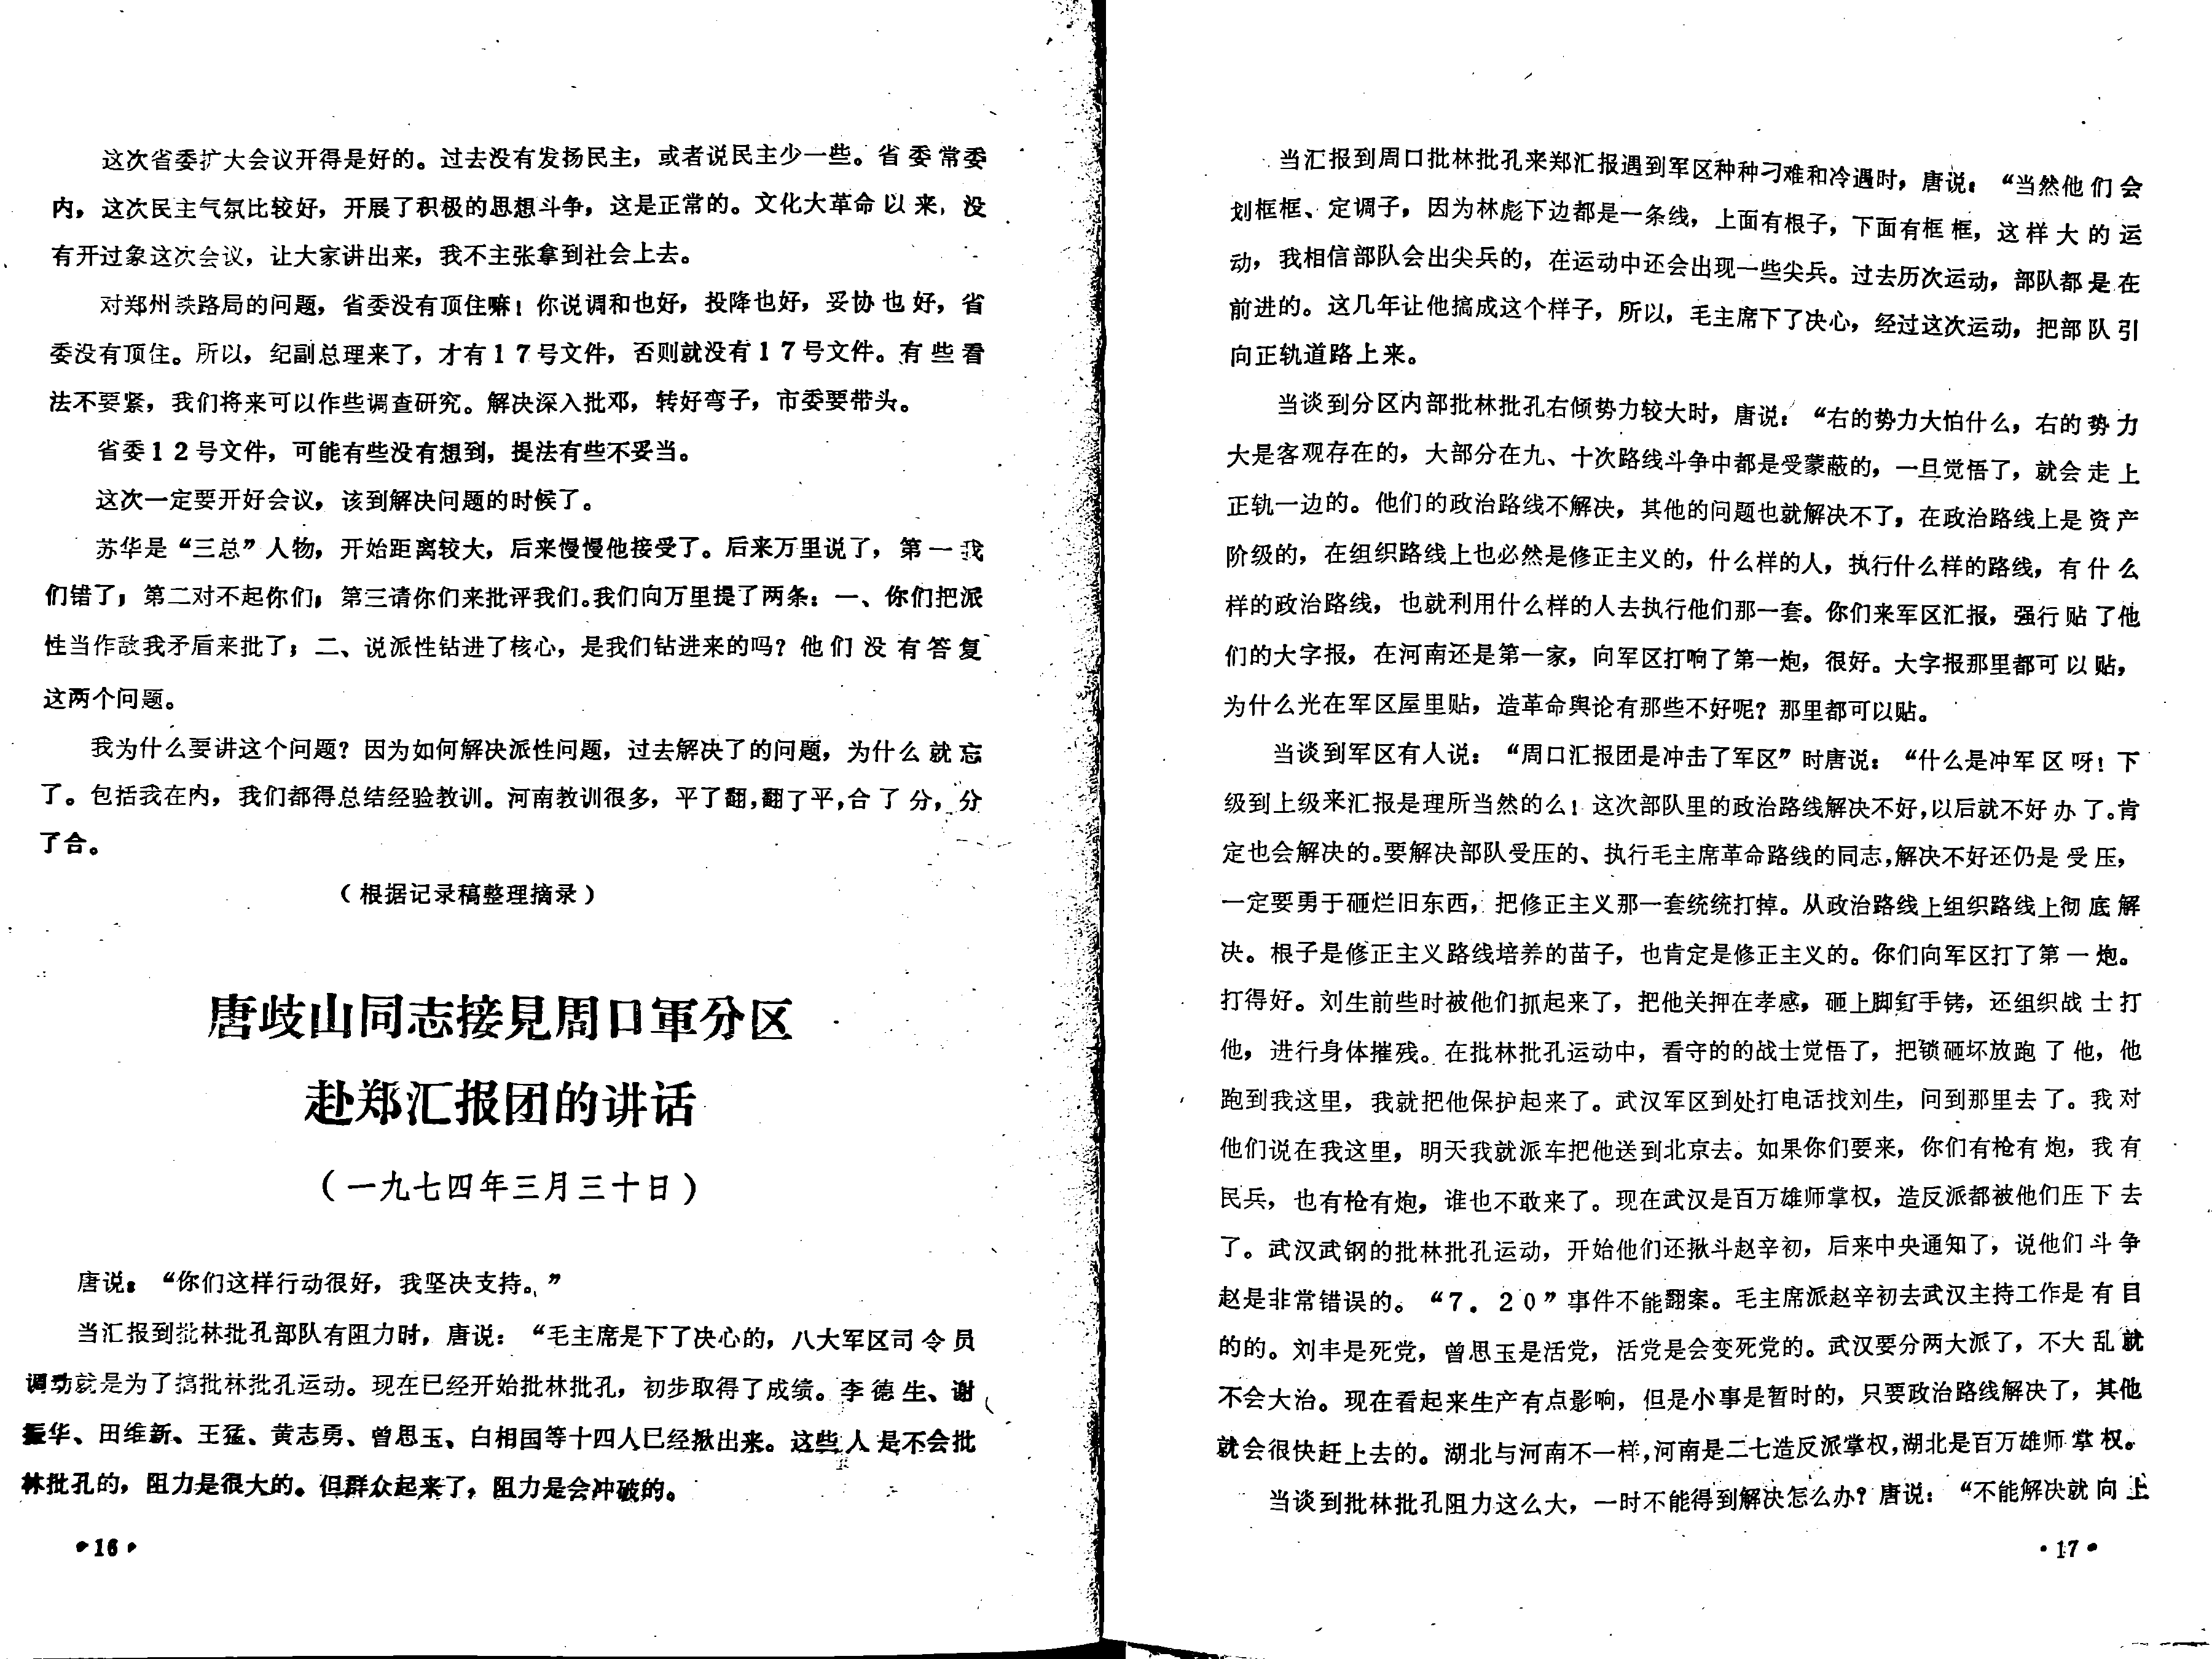 这次省委扩大会议开得是好的。过去没有发扬民主，或者说民主少一些。省委常委
内，这次民主气氛比较好，开展了积极的思想斗争，这是正常的。文化大革命以来，没
有开过象这次会议，让大家讲出来，我不主张拿到社会上去。
对郑州铁路局的问题，省委没有顶住嘛！你说调和也好，投降也好，妥协也好，省
委没有顶住。所以，纪副总理来了，才有17号文件，否则就没有17号文件。有些看
法不要紧，我们将来可以作些调查研究。解决深入批邓，转好弯子，市委要带头。
省委12号文件，可能有些没有想到，提法有些不妥当。
这次一定要开好会议，该到解决问题的时候了。
苏华是“三总”人物，开始距离较大，后来慢慢他接受了。后来万里说了，第一我
们错了；第二对不起你们；第三请你们来批评我们。我们向万里提了两条：一、你们把派
性当作敌我矛盾来批了；二、说派性钻进了核心，是我们钻进来的吗？他们没有答复
这两个问题。
我为什么要讲这个问题？因为如何解决派性问题，过去解决了的问题，为什么就忘
了。包括我在内，我们都得总结经验教训。河南教训很多，平了翻，翻了平，合了分，分
了合。
（根据记录稿整理摘录）
唐歧山同志接見周口軍分区
赴郑汇报团的讲话
（一九七四年三月三十日）
唐说：“你们这样行动很好，我坚决支持。”
当汇报到批林批孔部队有阻力时，唐说：“毛主席是下了决心的，八大军区司令员
调动就是为了搞批林批孔运动。现在已经开始批林批孔，初步取得了成绩。李德生、谢
振华、田维新、王猛、黄志勇、曾思玉、白相国等十四人已经揪出来。这些人是不会批
林批孔的，阻力是很大的。但群众起来了，阻力是会冲破的。
·16·
当汇报到周口批林批孔来郑汇报遇到军区种种刁难和冷遇时，唐说：“当然他们会
划框框、定调子，因为林彪下边都是一条线，上面有根子，下面有框框，这样大的运
动，我相信部队会出尖兵的，在运动中还会出现一些尖兵。过去历次运动，部队都是在
前进的。这几年让他搞成这个样子，所以，毛主席下了决心，经过这次运动，把部队引
向正轨道路上来。
当谈到分区内部批林批孔右倾势力较大时，唐说：“右的势力大怕什么，右的势力
大是客观存在的，大部分在九、十次路线斗争中都是受蒙蔽的，一旦觉悟了，就会走上
正轨一边的。他们的政治路线不解决，其他的问题也就解决不了，在政治路线上是资产
阶级的，在组织路线上也必然是修正主义的，什么样的人，执行什么样的路线，有什么
样的政治路线，也就利用什么样的人去执行他们那一套。你们来军区汇报，强行贴了他
们的大字报，在河南还是第一家，向军区打响了第一炮，很好。大字报那里都可以贴，
为什么光在军区屋里贴，造革命舆论有那些不好呢？那里都可以贴。
当谈到军区有人说：“周口汇报团是冲击了军区”时唐说：“什么是冲军区呀！下
级到上级来汇报是理所当然的么！这次部队里的政治路线解决不好，以后就不好办了。肯
定也会解决的。要解决部队受压的、执行毛主席革命路线的同志，解决不好还仍是受压，
一定要勇于砸烂旧东西，把修正主义那一套统统打掉。从政治路线上组织路线上彻底解
决。根子是修正主义路线培养的苗子，也肯定是修正主义的。你们向军区打了第一炮。
打得好。刘生前些时被他们抓起来了，把他关押在孝感，砸上脚钉手铐，还组织战士打
他，进行身体摧残。在批林批孔运动中，看守的的战士觉悟了，把锁砸坏放跑了他，他
跑到我这里，我就把他保护起来了。武汉军区到处打电话找刘生，问到那里去了。我对
他们说在我这里，明天我就派车把他送到北京去。如果你们要来，你们有枪有炮，我有
民兵，也有枪有炮，谁也不敢来了。现在武汉是百万雄师掌权，造反派都被他们压下去
了。武汉武钢的批林批孔运动，开始他们还揪斗赵辛初，后来中央通知了，说他们斗争
赵是非常错误的。“7．20”事件不能翻案。毛主席派赵辛初去武汉主持工作是有目
的的。刘丰是死党，曾思玉是活党，活党是会变死党的。武汉要分两大派了，不大乱就
不会大治。现在看起来生产有点影响，但是小事是暂时的，只要政治路线解决了，其他
就会很快赶上去的。湖北与河南不一样，河南是二七造反派掌权，湖北是百万雄师掌权。
当谈到批林批孔阻力这么大，一时不能得到解决怎么办？唐说：“不能解决就向上
·17·